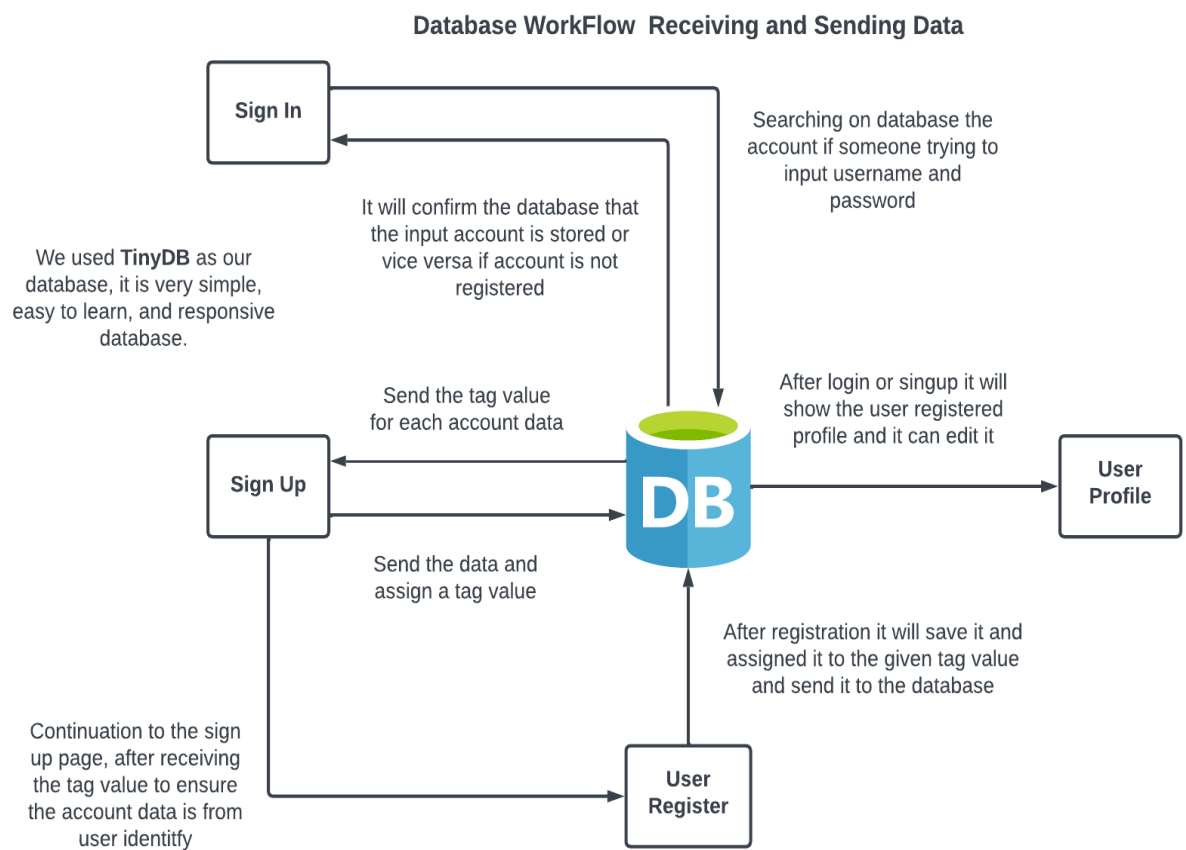 Database WorkFlow  Receiving and Sending Data
Sign In
Searching on database the
account if someone trying to
input username and
password
It will confirm the database that
the input account is stored or
vice versa if account is not
registered
We used TinyDB as our
database, it is very simple,
easy to learn, and responsive
database.
Send the tag value
for each account data
After login or singup it will
show the user registered
profile and it can edit it
Sign Up
DB
User
Profile
Send the data and
assign a tag value
After registration it will save it and
assigned it to the given tag value
and send it to the database
Continuation to the sign
up page, after receiving
the tag value to ensure
the account data is from
user identitfy
User
Register